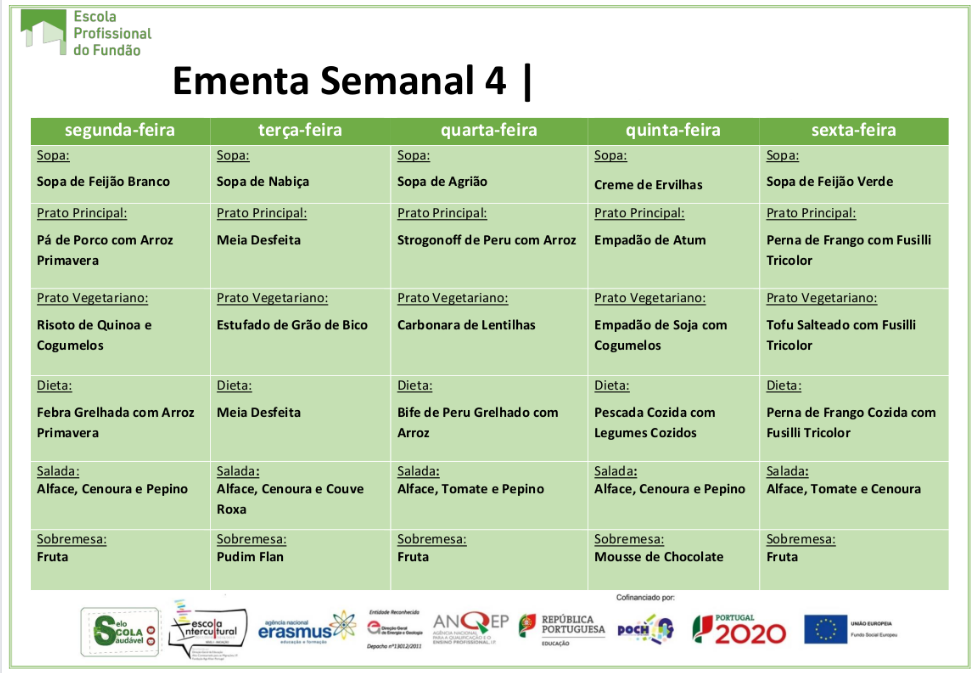 Escola
Profissional
do Fundão
Ementa Semanal 4 |
segunda-feira terça-feira quarta-feira quinta-feira sexta-feira
Sopa: Sopa: Sopa: Sopa: Sopa:
Sopa de Feijão Branco Sopa de Nabiça Sopa de Agrião Creme de Ervilhas Sopa de Feijão Verde
Prato Principal: Prato Principal: Prato Principal: Prato Principal: Prato Principal:
Pá de Porco com Arroz Meia Desfeita Strogonoff de Peru com Arroz Empadão de Atum Perna de Frango com Fusilli
Primavera Tricolor
Prato Vegetariano: Prato Vegetariano: Prato Vegetariano: Prato Vegetariano: Prato Vegetariano:
Risoto de Quinoa e Estufado de Grão de Bico Carbonara de Lentilhas Empadão de Soja com Tofu Salteado com Fusilli
Cogumelos Cogumelos Tricolor
Dieta: Dieta: Dieta: Dieta: Dieta:
Febra Grelhada com Arroz Meia Desfeita Bife de Peru Grelhado com Pescada Cozida com Perna de Frango Cozida com
Primavera Arroz Legumes Cozidos Fusilli Tricolor
Salada: Salada: Salada: Salada: Salada:
Alface, Cenoura e Pepino Alface, Cenoura e Couve Alface, Tomate e Pepino Alface, Cenoura e Pepino Alface, Tomate e Cenoura
Roxa
Sobremesa: Sobremesa: Sobremesa: Sobremesa: Sobremesa:
Fruta Pudim Flan Fruta Mousse de Chocolate Fruta
Cofinanciado por:
Selo
ESCOLA
Saudável
escola
intercultural
agência nacional
erasmus+
educação e formação
Entidade Reconhecida
Direção Geral
de Energia e Geologia
Despacho nº13012/2011
ANQEP
AGÊNCIA NACIONAL
PARA A QUALIFICAÇÃO E O
ENSINO PROFISSIONAL, I.P.
REPÚBLICA
PORTUGUESA
EDUCAÇÃO
POCH
PORTUGAL
2020
UNIÃO EUROPEIA
Fundo Social Europeu